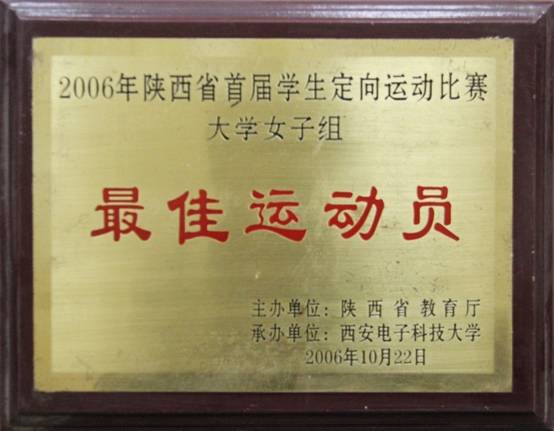 2006年陕西省首届学生定向运动比赛
大学女子组
最佳运动员
主办单位：陕西省教育厅
承办单位：西安电子科技大学
2006年10月22日